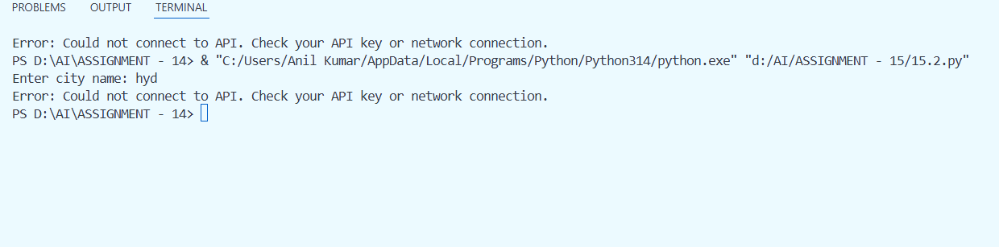 PROBLEMS OUTPUT TERMINAL
Error: Could not connect to API. Check your API key or network connection.
PS D:\AI\ASSIGNMENT - 14> & "C:/Users/Anil Kumar/AppData/Local/Programs/Python/Python314/python.exe" "d:/AI/ASSIGNMENT - 15/15.2.py"
Enter city name: hyd
Error: Could not connect to API. Check your API key or network connection.
PS D:\AI\ASSIGNMENT - 14>